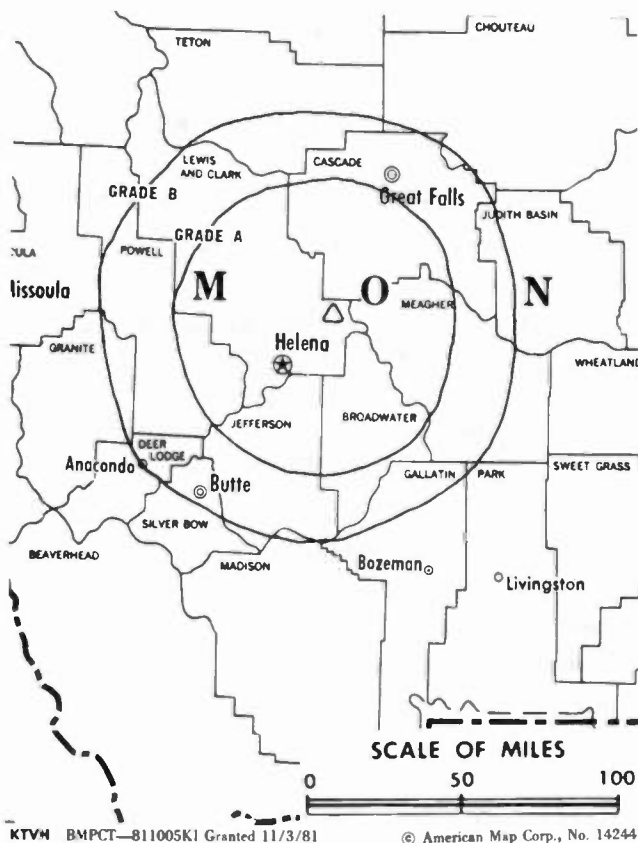 CHOUTEAU
TETON
LEWIS
AND CLARK
CASCADE
GRADE B
Great Falls
JUDITH BASIN
GRADE A
POWELL
M O N
MEAGHER
GRANITE
Helena
WHEATLAND
JEFFERSON
BROADWATER
DEER
LODGE
Anaconda
GALLATIN
PARK
SWEET GRASS
Butte
SILVER BOW
BEAVERHEAD
MADISON
Bozeman
Livingston
SCALE OF MILES
0 50 100
KTVH BMPCT—811005KI Granted 11/3/81 © American Map Corp., No. 14244